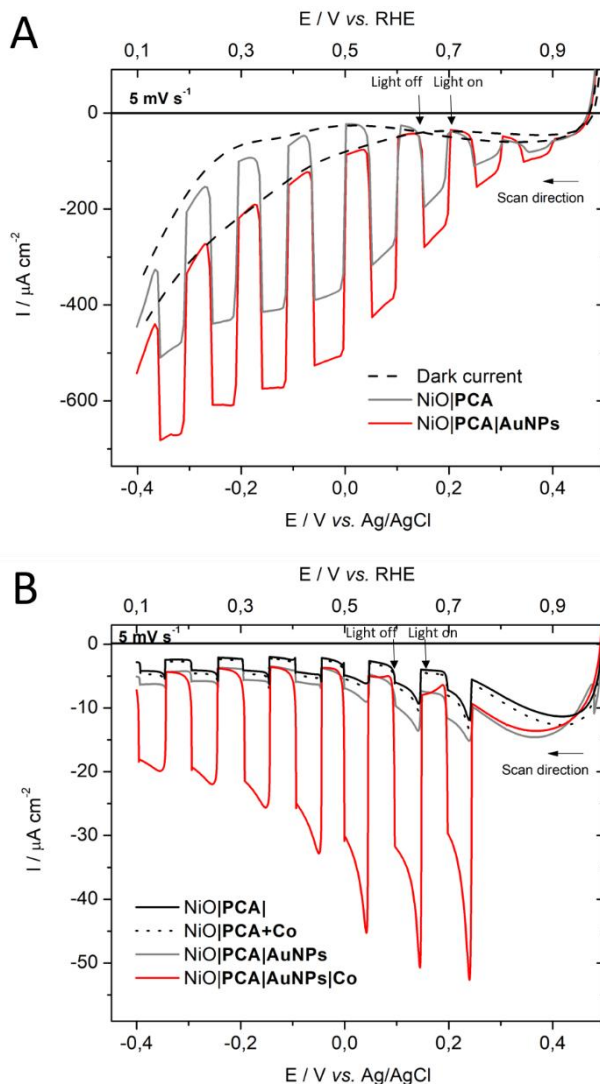 A
E / V vs. RHE
0,1 0,3 0,5 0,7 0,9
5 mV s⁻¹
Light off Light on
Scan direction
0
-200
-400
-600
I / μA cm⁻²
Dark current
NiO|PCA
NiO|PCA|AuNPs
-0,4 -0,2 0,0 0,2 0,4
E / V vs. Ag/AgCl
B
E / V vs. RHE
0,1 0,3 0,5 0,7 0,9
5 mV s⁻¹
Light off Light on
Scan direction
0
-10
-20
-30
-40
-50
I / μA cm⁻²
NiO|PCA|
NiO|PCA+Co
NiO|PCA|AuNPs
NiO|PCA|AuNPs|Co
-0,4 -0,2 0,0 0,2 0,4
E / V vs. Ag/AgCl